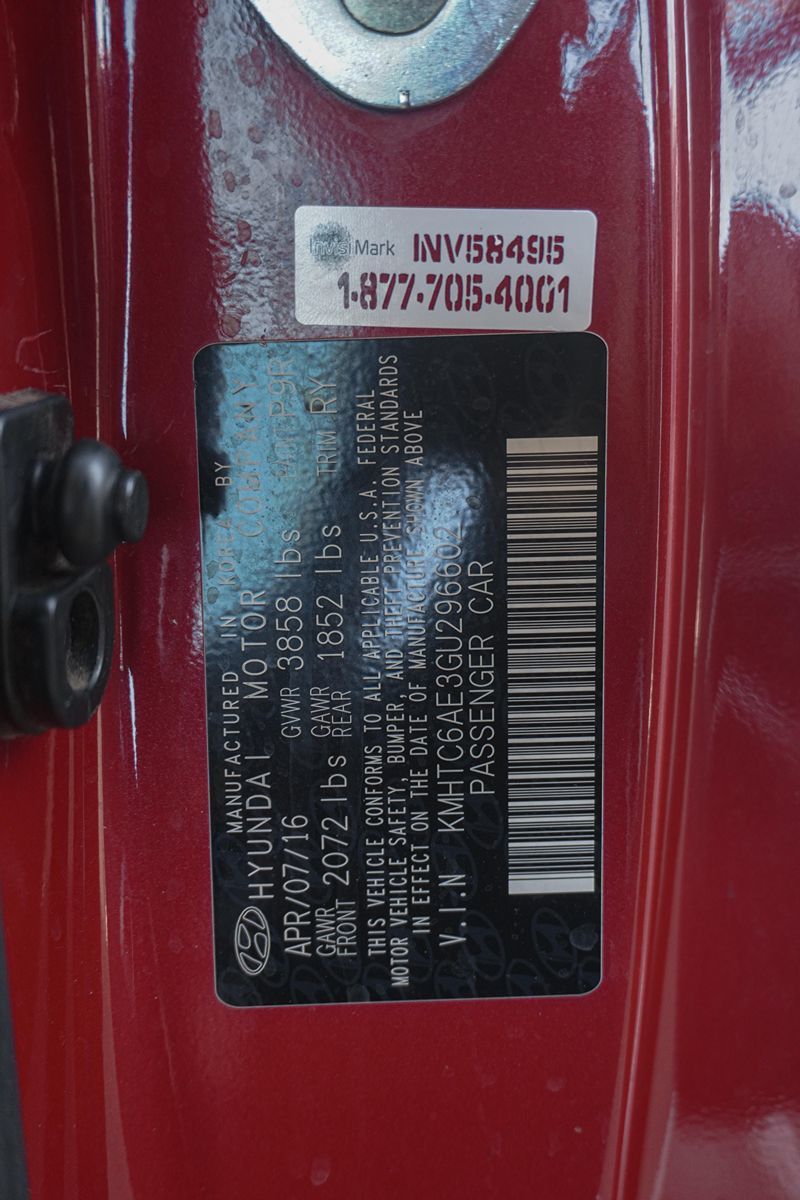 InvisiMark INV58495
1-877-705-4001
MANUFACTURED IN KOREA BY
HYUNDAI MOTOR COMPANY
APR/07/16 GVWR 3858 lbs P9R
GAWR FRONT 2072 lbs GAWR REAR 1852 lbs TRIM RY
THIS VEHICLE CONFORMS TO ALL APPLICABLE U.S.A. FEDERAL
MOTOR VEHICLE SAFETY, BUMPER, AND THEFT PREVENTION STANDARDS
IN EFFECT ON THE DATE OF MANUFACTURE SHOWN ABOVE
V.I.N KMHTC6AE3GU296602
PASSENGER CAR